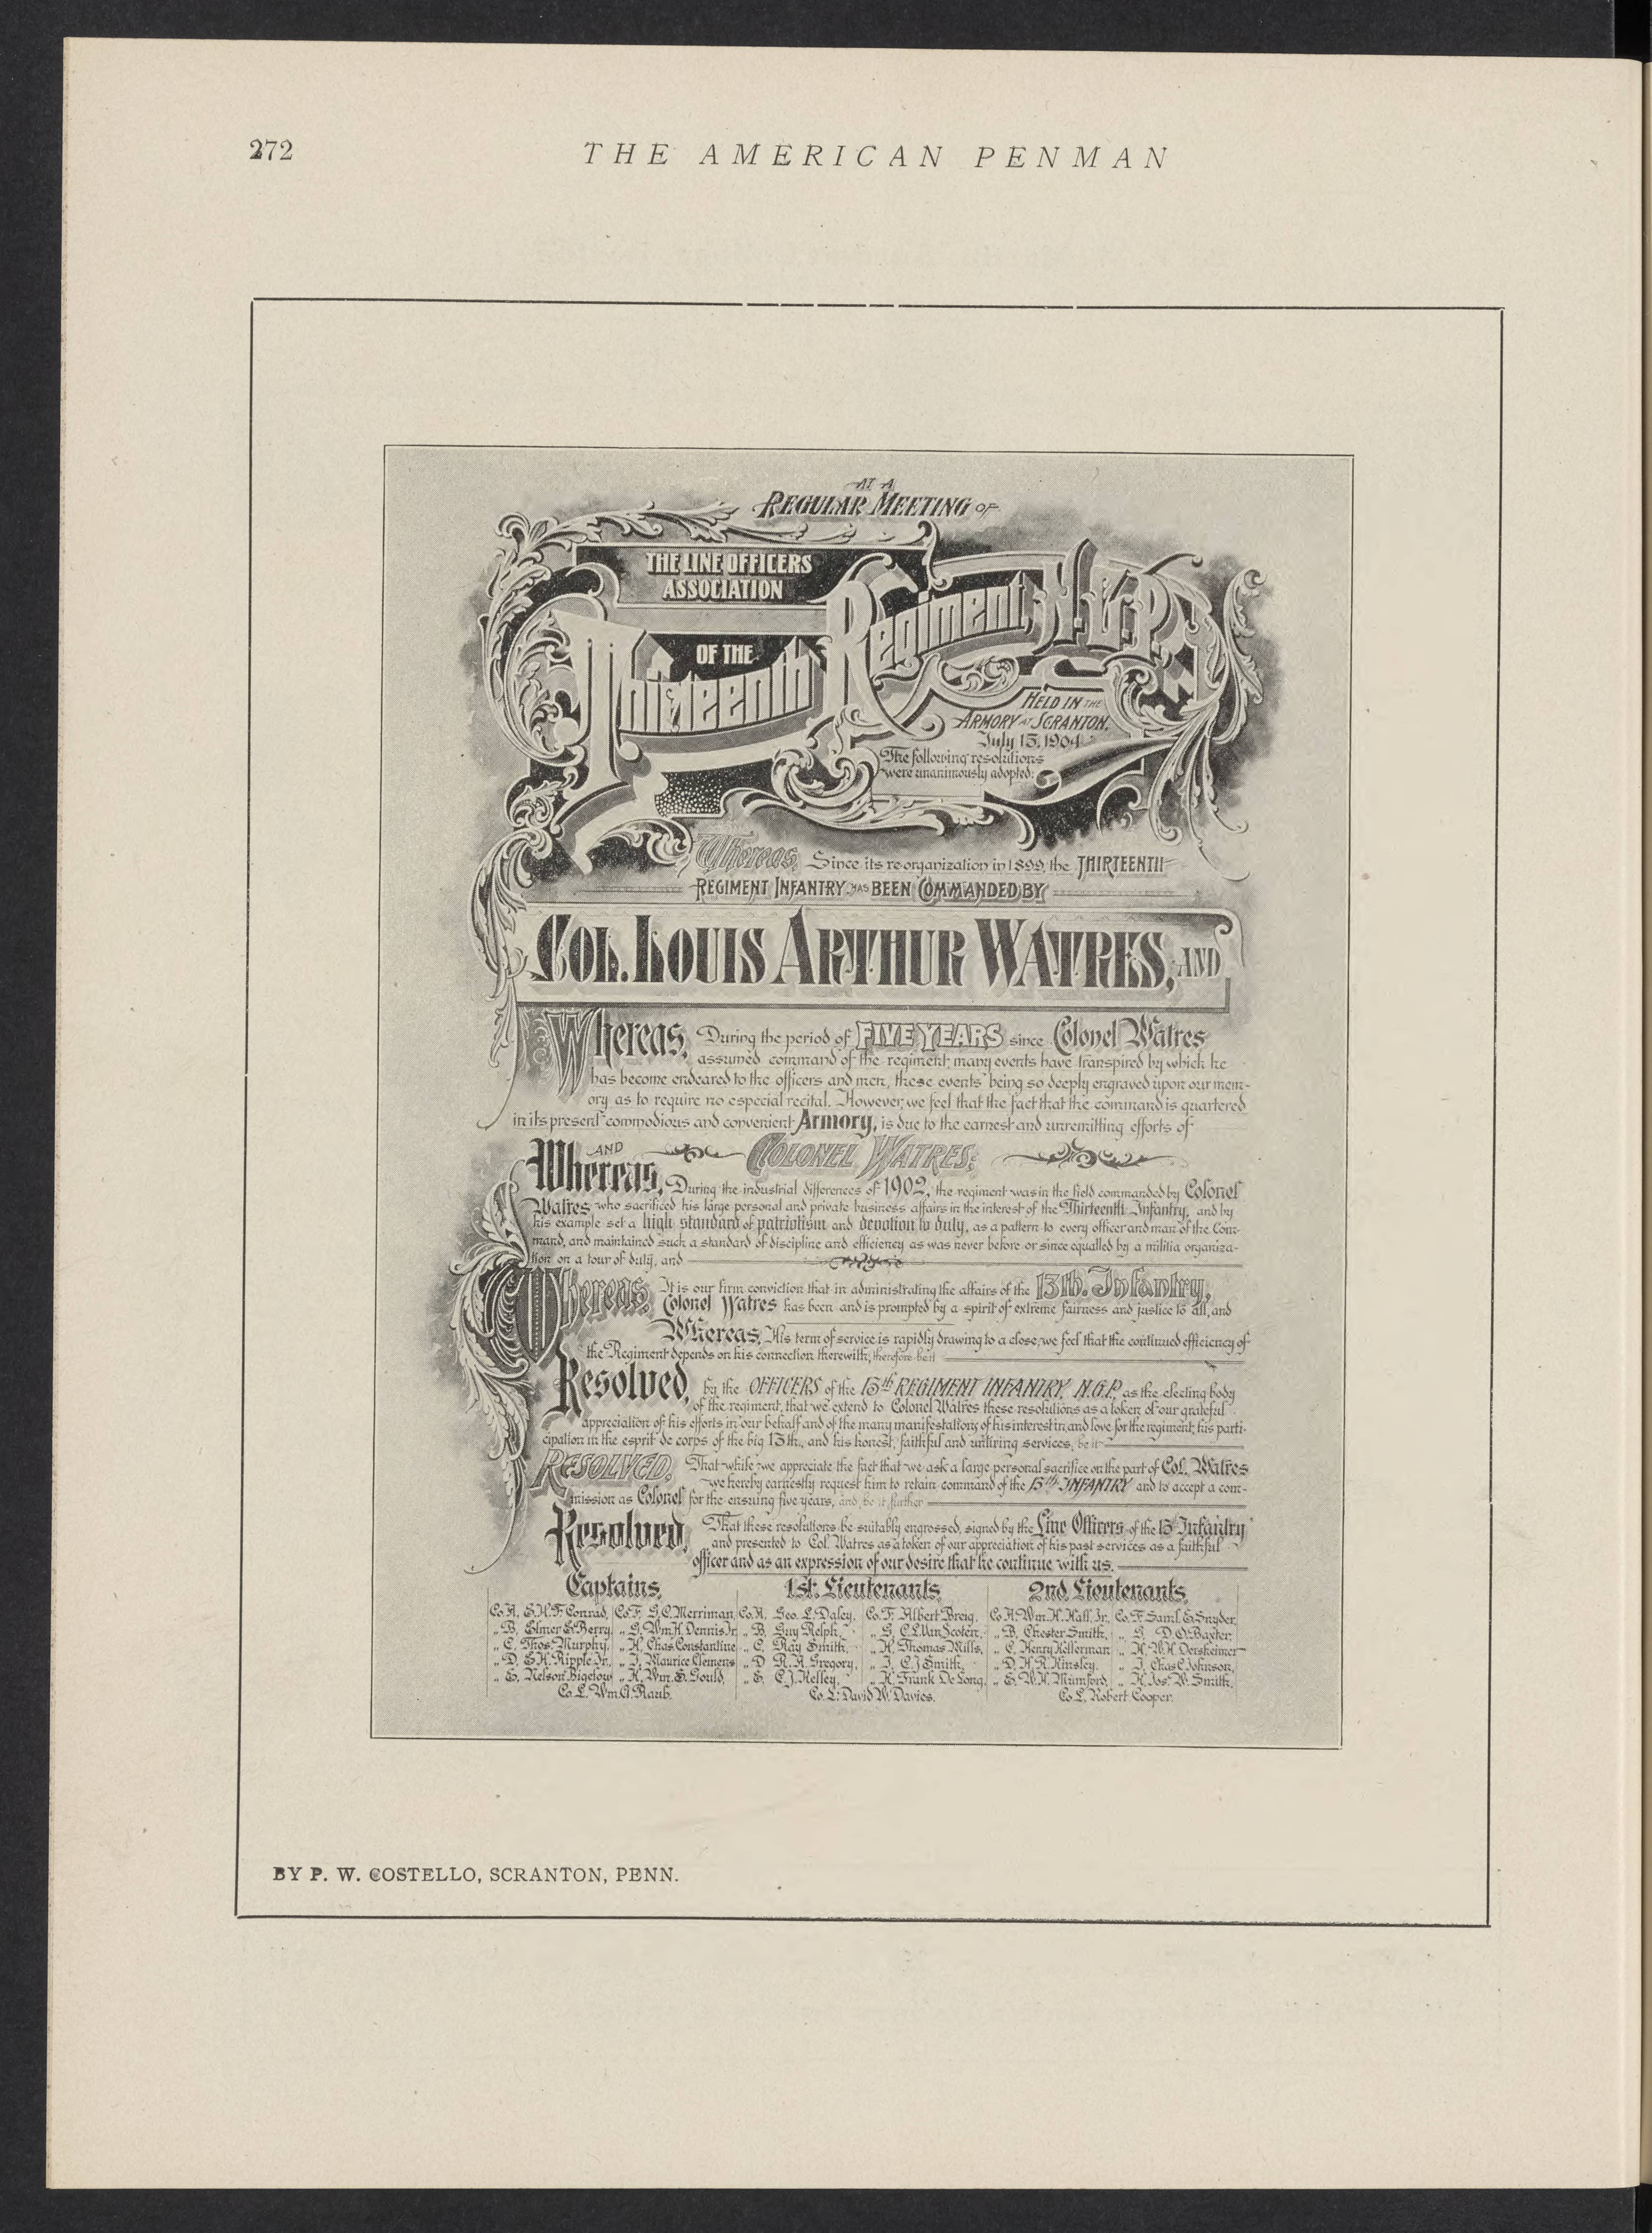 272
THE AMERICAN PENMAN
AT A
REGULAR MEETING OF
THE LINE OFFICERS
ASSOCIATION
OF THE
Thirteenth Regiment, N.G.P.,
HELD IN THE
ARMORY AT SCRANTON.
July 13, 1904.
The following resolutions
were unanimously adopted:
Whereas, Since its re-organization in 1899, the THIRTEENTH
REGIMENT INFANTRY HAS BEEN COMMANDED BY
COL. LOUIS ARTHUR WATRES, AND
Whereas, During the period of FIVE YEARS since Colonel Watres
assumed command of the regiment, many events have transpired by which he
has become endeared to the officers and men, these events being so deeply engraved upon our mem-
ory as to require no especial recital. However, we feel that the fact that the command is quartered
in its present commodious and convenient Armory, is due to the earnest and unremitting efforts of
AND COLONEL WATRES;
Whereas, During the industrial differences of 1902, the regiment was in the field commanded by Colonel
Watres who sacrificed his large personal and private business affairs in the interest of the Thirteenth Infantry, and by
his example set a high standard of patriotism and devotion to duty, as a pattern to every officer and man of the Com-
mand, and maintained such a standard of discipline and efficiency as was never before or since equalled by a militia organiza-
tion on a tour of duty, and
Whereas, It is our firm conviction that in administrating the affairs of the 13th. Infantry,
Colonel Watres has been and is prompted by a spirit of extreme fairness and justice to all, and
Whereas, His term of service is rapidly drawing to a close, we feel that the continued efficiency of
the Regiment depends on his connection therewith; therefore be it
Resolved, by the OFFICERS of the 13th REGIMENT INFANTRY, N.G.P., as the electing body
of the regiment, that we extend to Colonel Watres these resolutions as a token of our grateful
appreciation of his efforts in our behalf and of the many manifestations of his interest in, and love for the regiment; his parti-
cipation in the esprit de corps of the big 13th., and his honest, faithful and untiring services, be it
RESOLVED, That while we appreciate the fact that we ask a large personal sacrifice on the part of Col. Watres
we hereby earnestly request him to retain command of the 13th INFANTRY and to accept a com-
mission as Colonel for the ensuing five years, and be it further
Resolved, That these resolutions be suitably engrossed, signed by the Line Officers of the 13th Infantry
and presented to Col. Watres as a token of our appreciation of his past services as a faithful
officer and as an expression of our desire that he continue with us.
Captains. 1st. Lieutenants. 2nd. Lieutenants.
Co. A. E.H.F. Conrad, Co. F. G.C. Merriman, Co. A. Geo. L. Daley, Co. F. Albert Breig, Co. A. Wm. H. Hall, Jr., Co. F. Saml. E. Snyder,
" B. Elmer E. Berry, " G. Wm. H. Dennis Jr. " B. Guy Relph, " G. C.E. Van Scoten, " B. Chester Smith, " G. D.O. Baxter,
" C. Thos. Murphy, " H. Chas Constantine " C. Ray Smith, " H. Thomas Mills, " C. Henry Kellerman " H. W.H. Dersheimer
" D. E.H. Ripple Jr., " I. Maurice Clemens " D. R.A. Gregory, " I. C.J. Smith, " D. H.R. Kinsley, " I. Chas C. Johnson,
" E. Nelson Bigelow " K. Wm. S. Gould, " E. C.J. Kelley, " K. Frank De Long, " E. W.H. Mumford, " K. Jos. W. Smith,
Co. L. Wm. A. Raub. Co. L. David W. Davies. Co. L. Robert Cooper.
BY P. W. COSTELLO, SCRANTON, PENN.